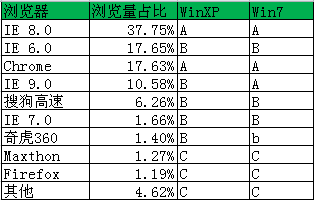 浏览器 浏览量占比 WinXP Win7
IE 8.0 37.75% A A
IE 6.0 17.65% B B
Chrome 17.63% A A
IE 9.0 10.58% B A
搜狗高速 6.26% B B
IE 7.0 1.66% B B
奇虎360 1.40% B b
Maxthon 1.27% C C
Firefox 1.19% C C
其他 4.62% C C